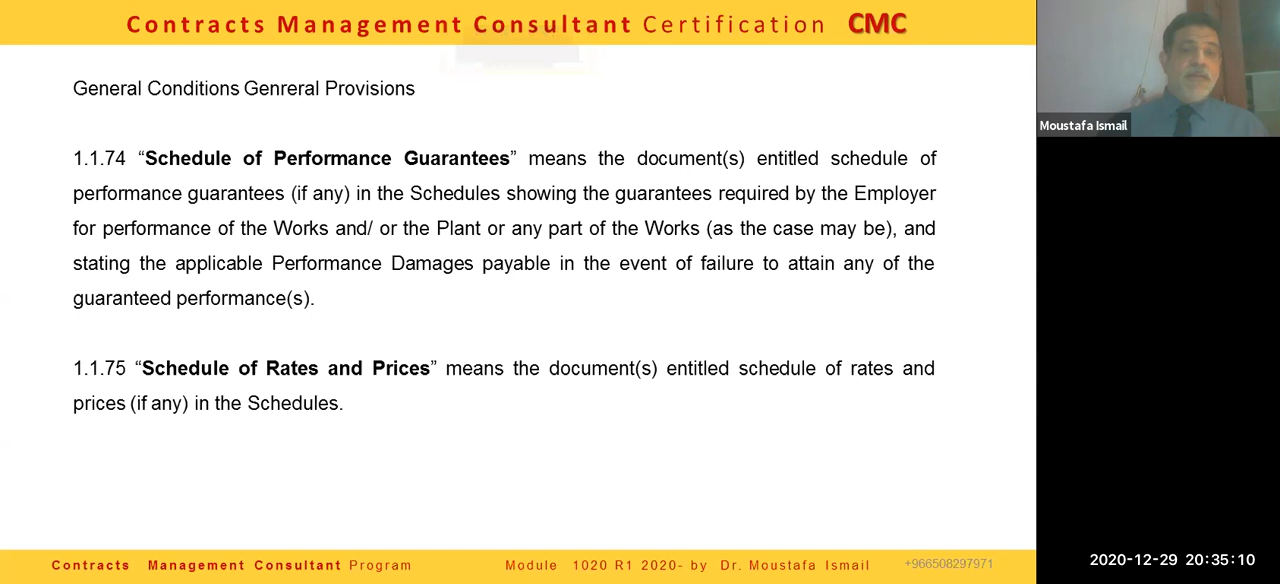 Contracts Management Consultant Certification CMC
General Conditions Genreral Provisions
1.1.74 “Schedule of Performance Guarantees” means the document(s) entitled schedule of
performance guarantees (if any) in the Schedules showing the guarantees required by the Employer
for performance of the Works and/ or the Plant or any part of the Works (as the case may be), and
stating the applicable Performance Damages payable in the event of failure to attain any of the
guaranteed performance(s).
1.1.75 “Schedule of Rates and Prices” means the document(s) entitled schedule of rates and
prices (if any) in the Schedules.
Contracts Management Consultant Program Module 1020 R1 2020- by Dr. Moustafa Ismail +966508297971
Moustafa Ismail
2020-12-29 20:35:10